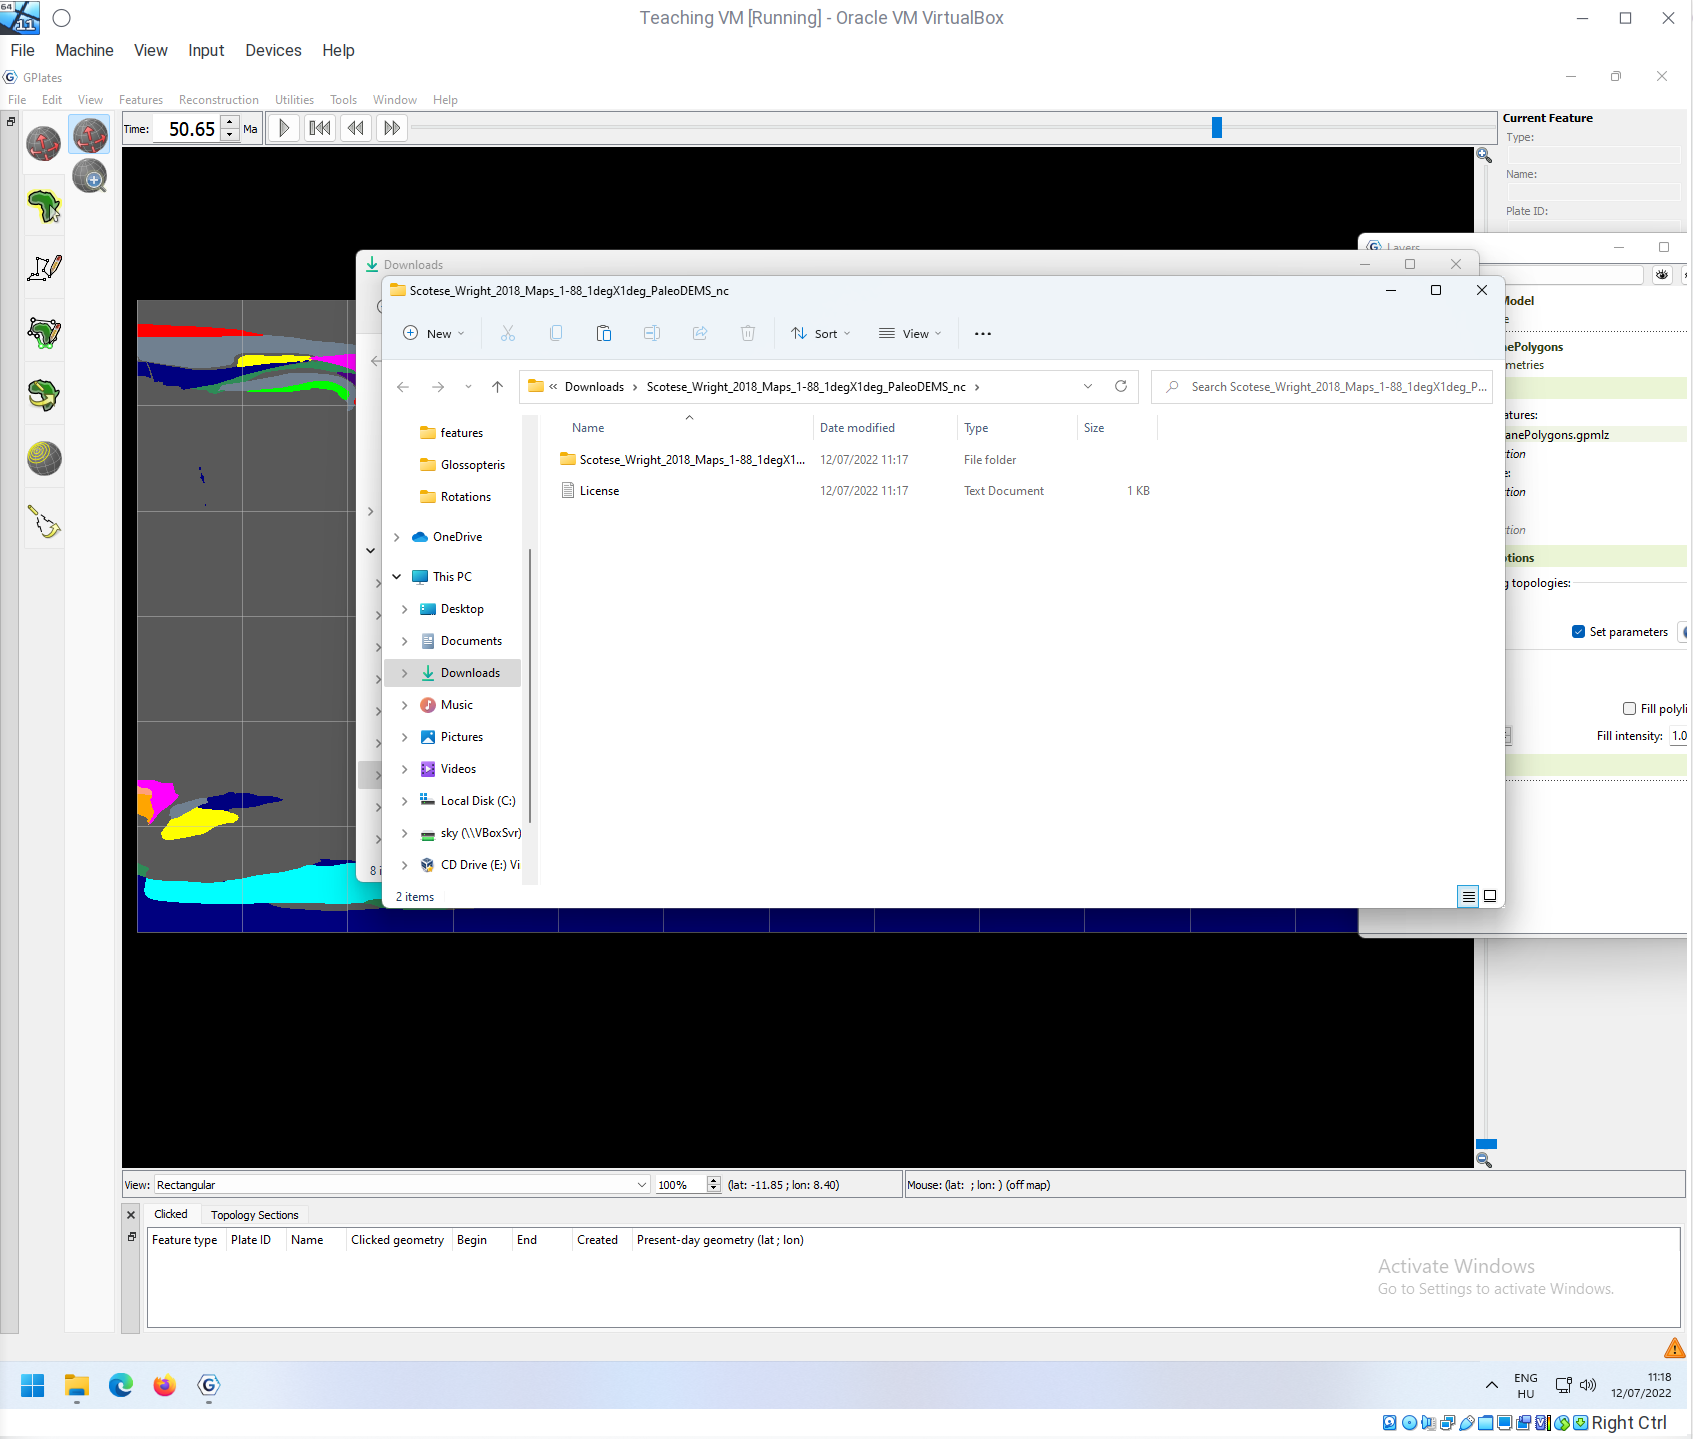 64
11
Teaching VM [Running] - Oracle VM VirtualBox
File Machine View Input Devices Help
GPlates
File Edit View Features Reconstruction Utilities Tools Window Help
Time: 50.65 Ma
Current Feature
Type:
Name:
Plate ID:
Layers
Downloads
Scotese_Wright_2018_Maps_1-88_1degX1deg_PaleoDEMS_nc
New Sort View
« Downloads > Scotese_Wright_2018_Maps_1-88_1degX1deg_PaleoDEMS_nc >
Search Scotese_Wright_2018_Maps_1-88_1degX1deg_P...
Name Date modified Type Size
Scotese_Wright_2018_Maps_1-88_1degX1... 12/07/2022 11:17 File folder
License 12/07/2022 11:17 Text Document 1 KB
features
Glossopteris
Rotations
OneDrive
This PC
Desktop
Documents
Downloads
Music
Pictures
Videos
Local Disk (C:)
sky (\\VBoxSvr)
CD Drive (E:) Vi
2 items
8 i
Model
nePolygons
metries
atures:
anePolygons.gpmlz
tion
e:
tion
ction
tions
g topologies:
Set parameters
Fill polyli
Fill intensity: 1.0
View: Rectangular 100% (lat: -11.85 ; lon: 8.40) Mouse: (lat: ; lon: ) (off map)
Clicked Topology Sections
Feature type Plate ID Name Clicked geometry Begin End Created Present-day geometry (lat ; lon)
Activate Windows
Go to Settings to activate Windows.
ENG
HU
11:18
12/07/2022
Right Ctrl